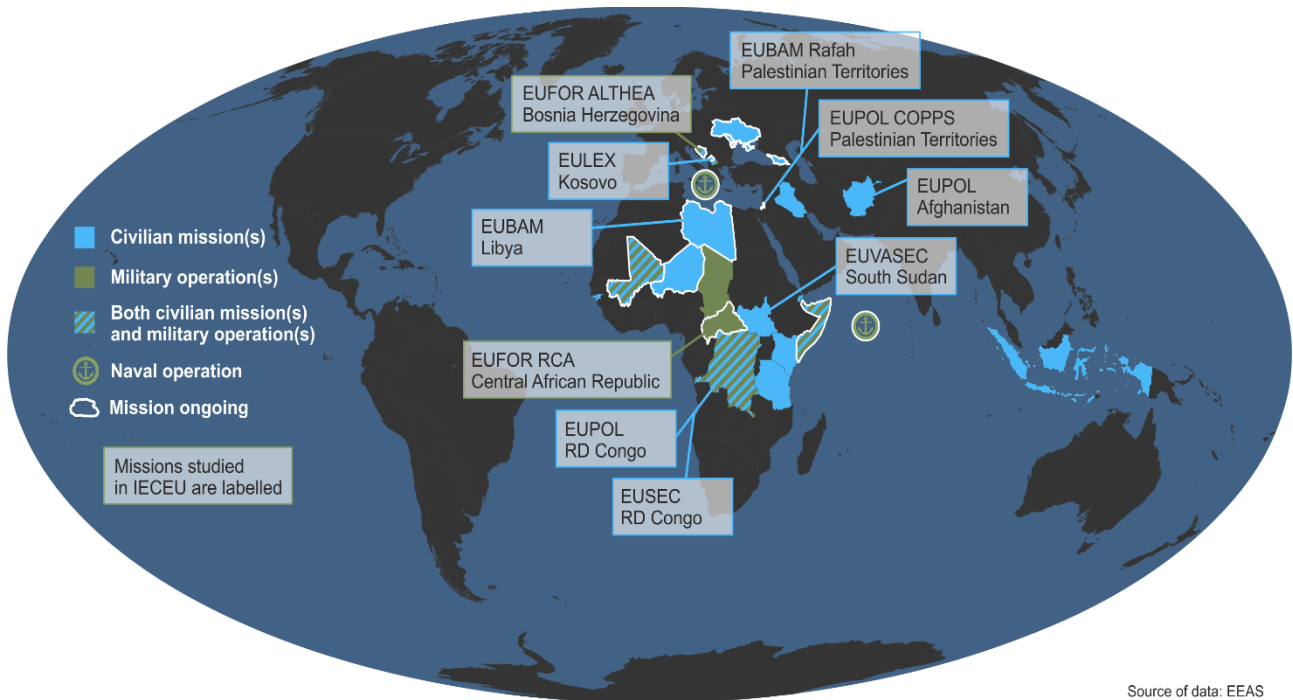 EUBAM Rafah
Palestinian Territories
EUFOR ALTHEA
Bosnia Herzegovina
EUPOL COPPS
Palestinian Territories
EULEX
Kosovo
EUPOL
Afghanistan
EUBAM
Libya
EUVASEC
South Sudan
Civilian mission(s)
Military operation(s)
Both civilian mission(s)
and military operation(s)
Naval operation
Mission ongoing
EUFOR RCA
Central African Republic
EUPOL
RD Congo
Missions studied
in IECEU are labelled
EUSEC
RD Congo
Source of data: EEAS